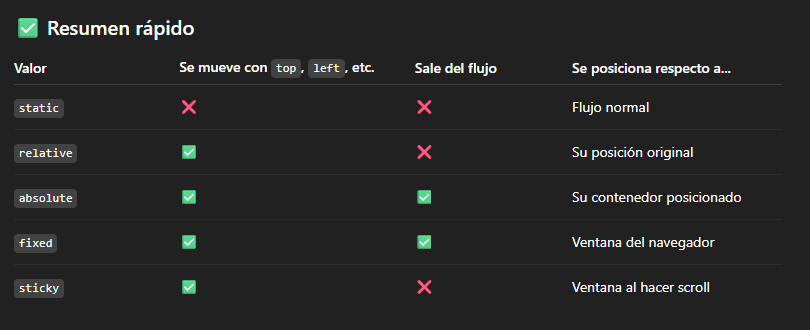 ✅ Resumen rápido
Valor Se mueve con top, left, etc. Sale del flujo Se posiciona respecto a...
static ❌ ❌ Flujo normal
relative ✅ ❌ Su posición original
absolute ✅ ✅ Su contenedor posicionado
fixed ✅ ✅ Ventana del navegador
sticky ✅ ❌ Ventana al hacer scroll